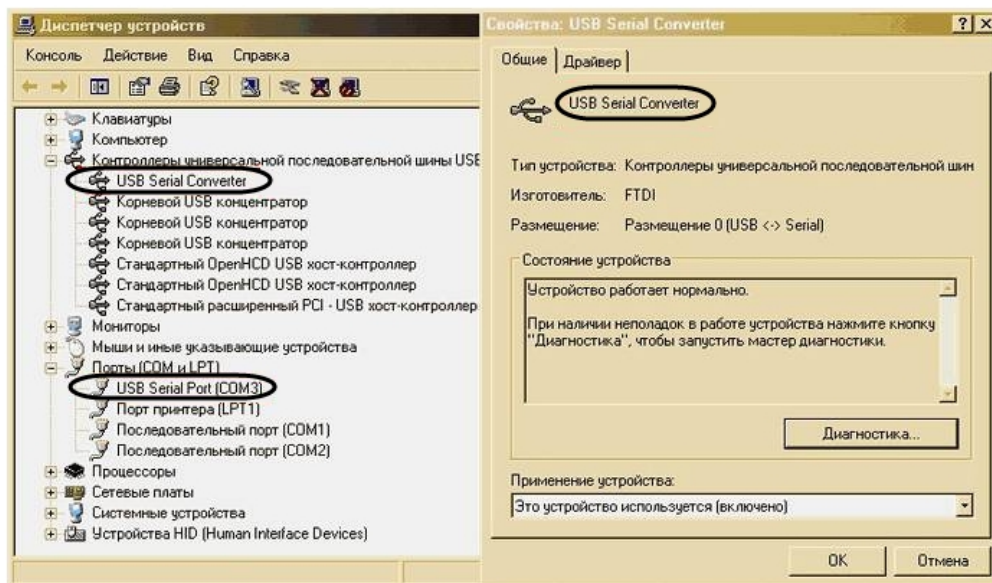 Диспетчер устройств
Консоль Действие Вид Справка
Клавиатуры
Компьютер
Контроллеры универсальной последовательной шины USE
USB Serial Converter
Корневой USB концентратор
Корневой USB концентратор
Корневой USB концентратор
Стандартный OpenHCD USB хост-контроллер
Стандартный OpenHCD USB хост-контроллер
Стандартный расширенный PCI - USB хост-контроллер
Мониторы
Мыши и иные указывающие устройства
Порты (COM и LPT)
USB Serial Port (COM3)
Порт принтера (LPT1)
Последовательный порт (COM1)
Последовательный порт (COM2)
Процессоры
Сетевые платы
Системные устройства
Устройства HID (Human Interface Devices)
Свойства: USB Serial Converter
Общие Драйвер
USB Serial Converter
Тип устройства: Контроллеры универсальной последовательной шин
Изготовитель: FTDI
Размещение: Размещение 0 (USB <-> Serial)
Состояние устройства
Устройство работает нормально.
При наличии неполадок в работе устройства нажмите кнопку
"Диагностика", чтобы запустить мастер диагностики.
Диагностика...
Применение устройства:
Это устройство используется (включено)
OK Отмена